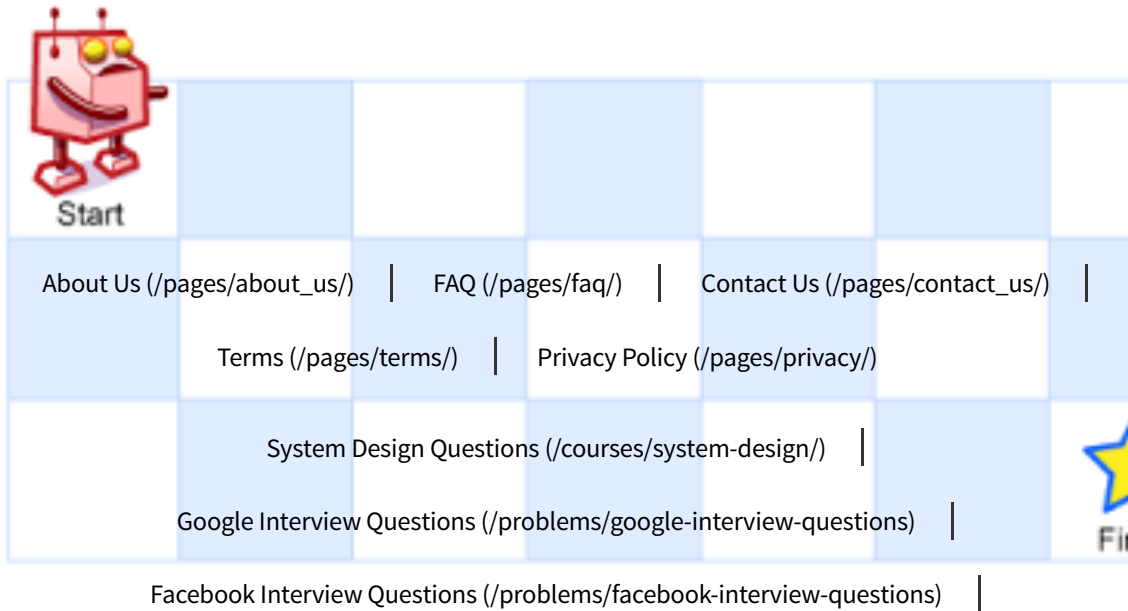 Start
About Us (/pages/about_us/) | FAQ (/pages/faq/) | Contact Us (/pages/contact_us/) |
Terms (/pages/terms/) | Privacy Policy (/pages/privacy/)
System Design Questions (/courses/system-design/) |
Google Interview Questions (/problems/google-interview-questions) |
Facebook Interview Questions (/problems/facebook-interview-questions) |